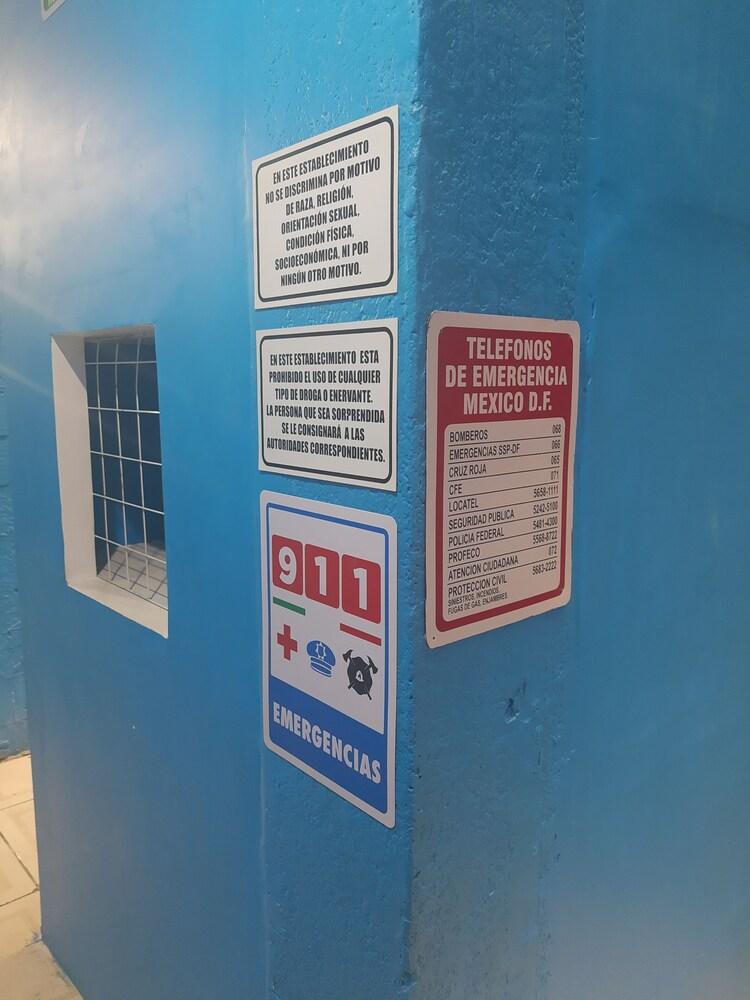 EN ESTE ESTABLECIMIENTO
NO SE DISCRIMINA POR MOTIVO
DE RAZA, RELIGIÓN,
ORIENTACIÓN SEXUAL,
CONDICIÓN FÍSICA,
SOCIOECONÓMICA, NI POR
NINGÚN OTRO MOTIVO.
EN ESTE ESTABLECIMIENTO ESTA
PROHIBIDO EL USO DE CUALQUIER
TIPO DE DROGA O ENERVANTE.
LA PERSONA QUE SEA SORPRENDIDA
SE LE CONSIGNARÁ A LAS
AUTORIDADES CORRESPONDIENTES.
911
EMERGENCIAS
TELEFONOS
DE EMERGENCIA
MEXICO D.F.
BOMBEROS 068
EMERGENCIAS SSP-DF 066
CRUZ ROJA 065
CFE 071
LOCATEL 5658-1111
SEGURIDAD PUBLICA 5242-5100
POLICIA FEDERAL 5481-4300
PROFECO 5568-8722
ATENCION CIUDADANA 072
PROTECCION CIVIL 5683-2222
SINIESTROS, INCENDIOS,
FUGAS DE GAS, ENJAMBRES.